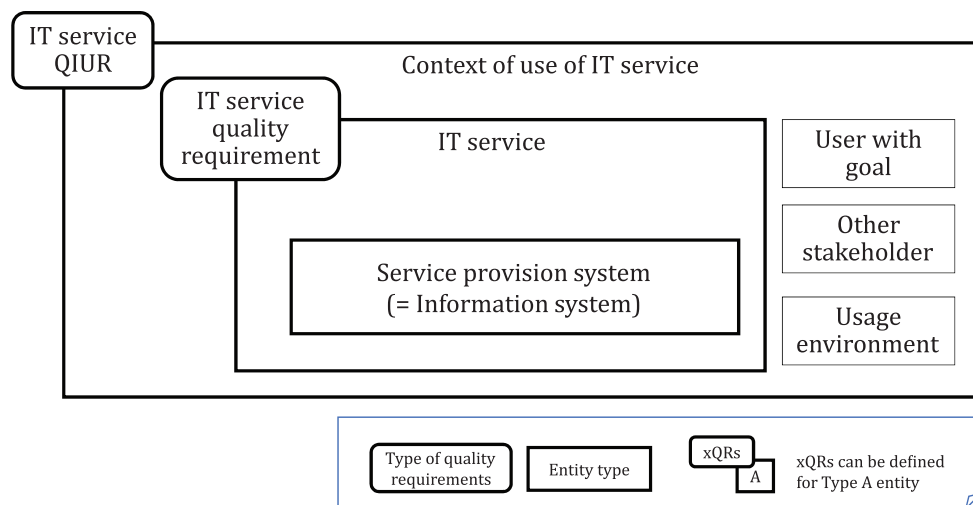 IT service
QIUR
Context of use of IT service
IT service
quality
requirement
IT service
User with
goal
Other
stakeholder
Service provision system
(= Information system)
Usage
environment
Type of quality
requirements
Entity type
xQRs
A
xQRs can be defined
for Type A entity